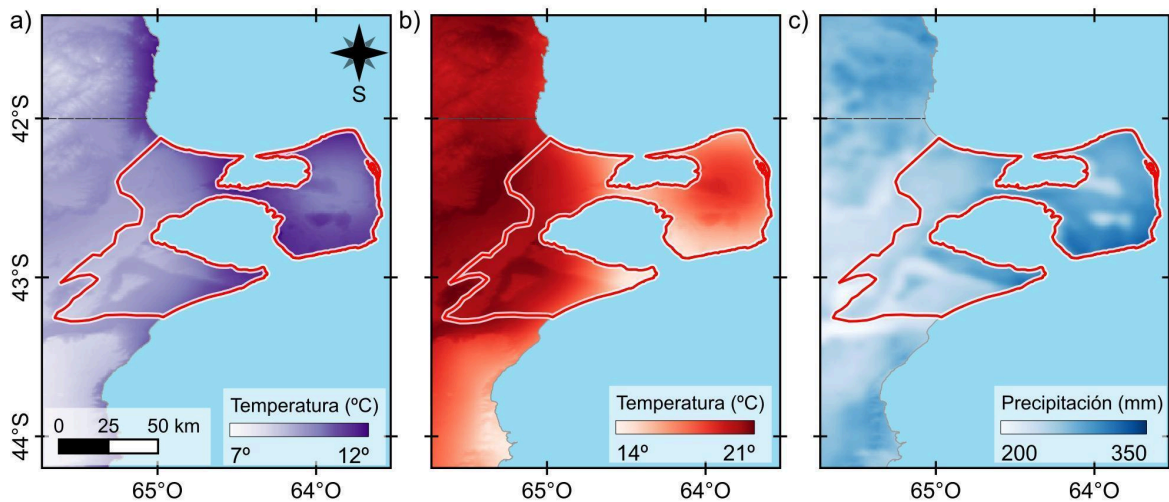 a)
b)
c)
S
42°S
43°S
44°S
0 25 50 km
Temperatura (ºC)
7º 12º
Temperatura (ºC)
14º 21º
Precipitación (mm)
200 350
65°O 64°O 65°O 64°O 65°O 64°O